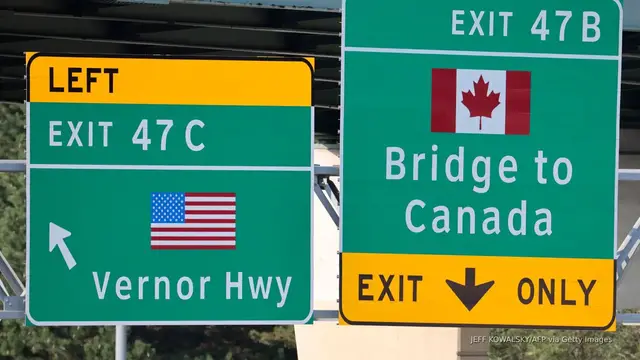 LEFT
EXIT 47 C
Vernor Hwy
EXIT 47 B
Bridge to
Canada
EXIT ONLY
JEFF KOWALSKY/AFP via Getty Images